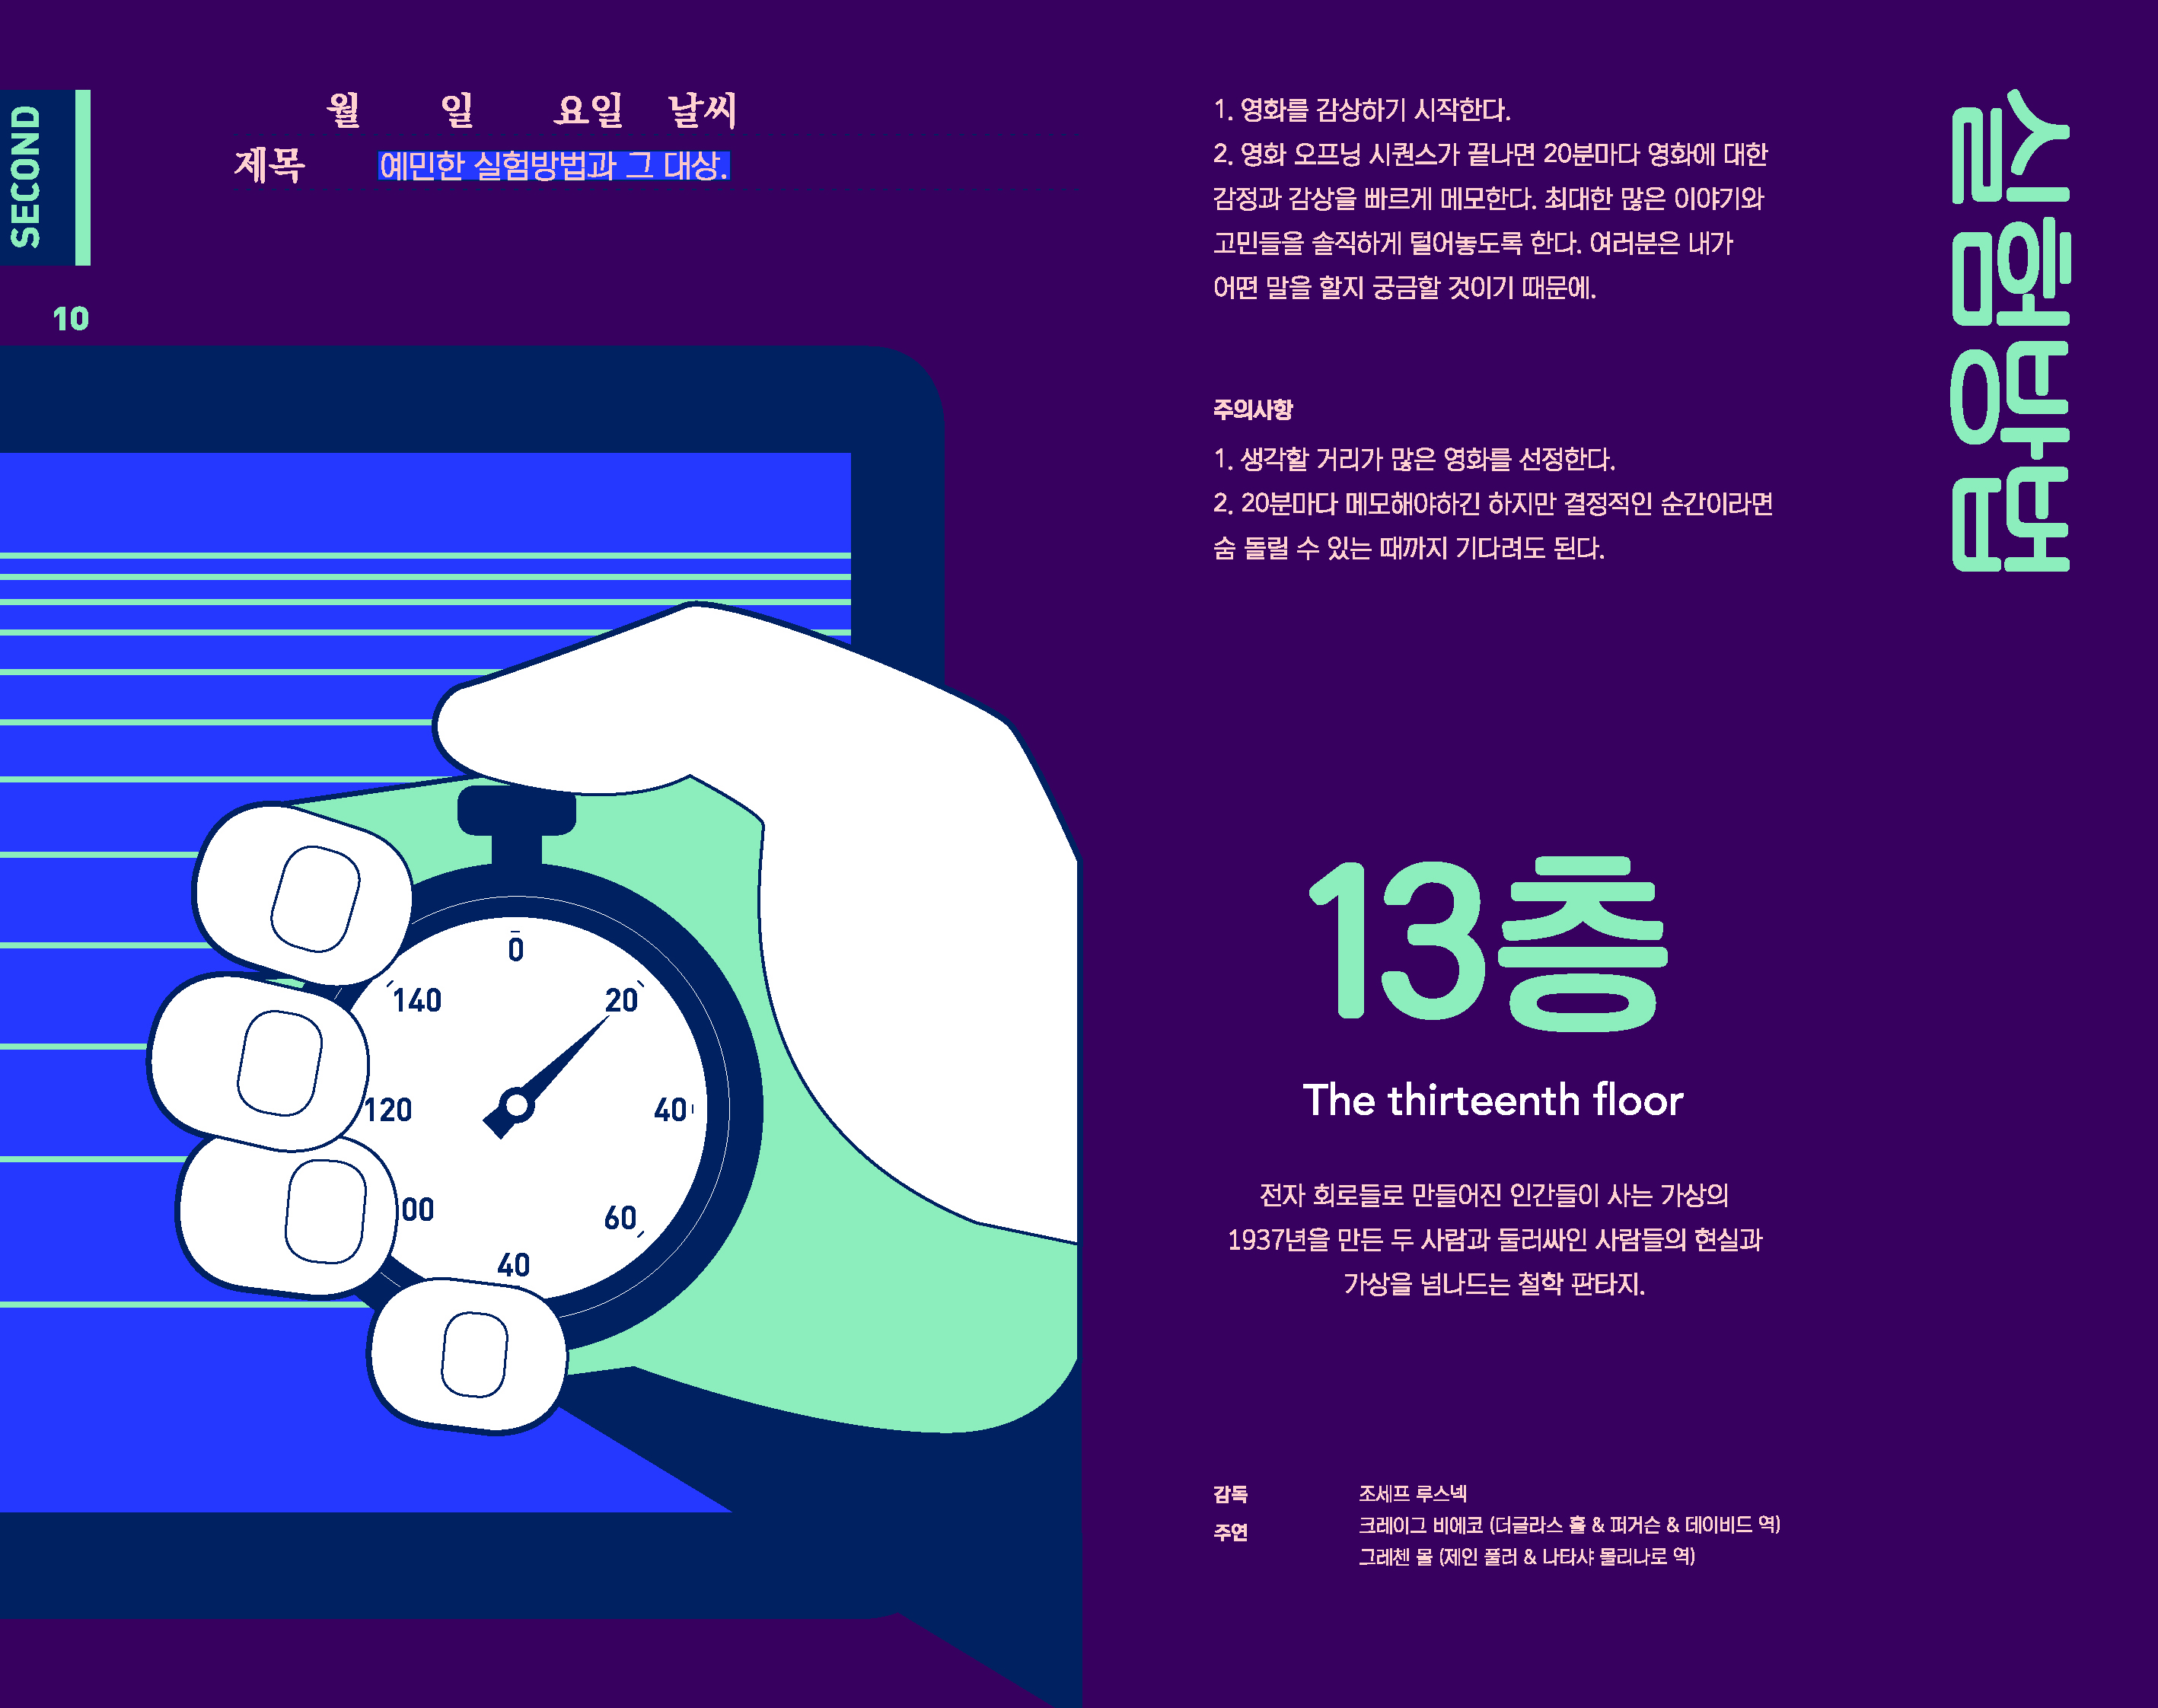 SECOND
10
월 일 요일 날씨
제목 예민한 실험방법과 그 대상.
0
20
40
60
40
00
120
140
실험방법
1. 영화를 감상하기 시작한다.
2. 영화 오프닝 시퀀스가 끝나면 20분마다 영화에 대한
감정과 감상을 빠르게 메모한다. 최대한 많은 이야기와
고민들을 솔직하게 털어놓도록 한다. 여러분은 내가
어떤 말을 할지 궁금할 것이기 때문에.
주의사항
1. 생각할 거리가 많은 영화를 선정한다.
2. 20분마다 메모해야하긴 하지만 결정적인 순간이라면
숨 돌릴 수 있는 때까지 기다려도 된다.
13층
The thirteenth floor
전자 회로들로 만들어진 인간들이 사는 가상의
1937년을 만든 두 사람과 둘러싸인 사람들의 현실과
가상을 넘나드는 철학 판타지.
감독 조세프 루스넥
주연 크레이그 비에코 (더글라스 홀 & 퍼거슨 & 데이비드 역)
그레첸 몰 (제인 풀러 & 나타샤 몰리나로 역)